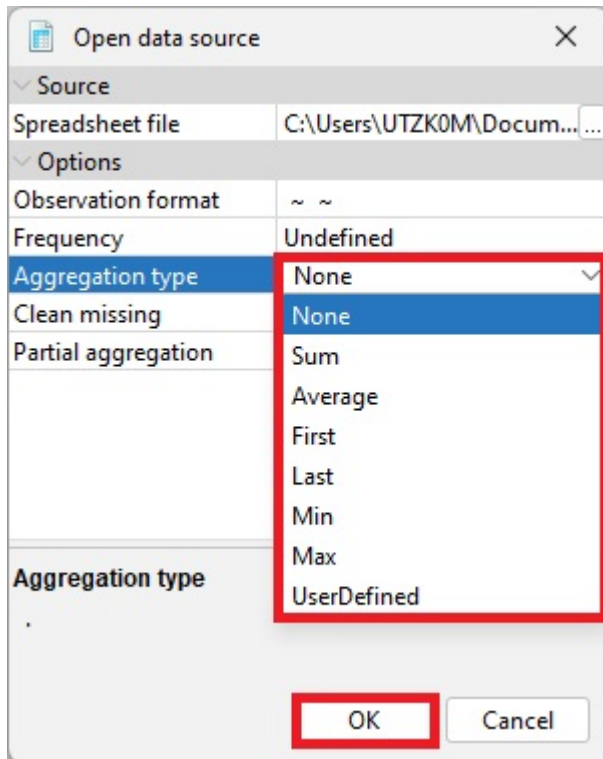 Open data source
Source
Spreadsheet file C:\Users\UTZK0M\Docum... ...
Options
Observation format ~ ~
Frequency Undefined
Aggregation type None
Clean missing None
Partial aggregation Sum
Average
First
Last
Min
Max
Aggregation type UserDefined
.
OK Cancel